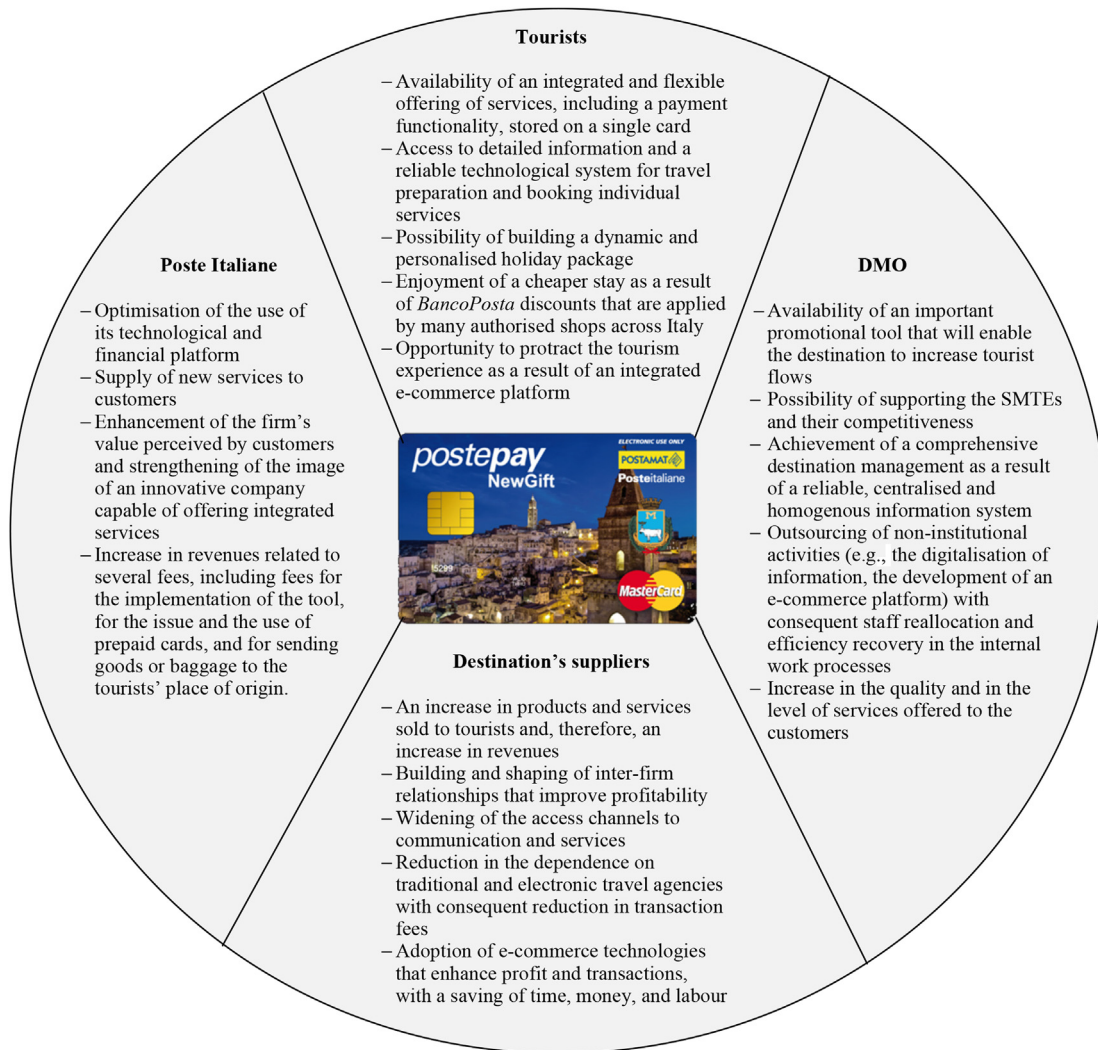 Tourists
– Availability of an integrated and flexible
offering of services, including a payment
functionality, stored on a single card
– Access to detailed information and a
reliable technological system for travel
preparation and booking individual
services
– Possibility of building a dynamic and
personalised holiday package
– Enjoyment of a cheaper stay as a result
of BancoPosta discounts that are applied
by many authorised shops across Italy
– Opportunity to protract the tourism
experience as a result of an integrated
e-commerce platform
Poste Italiane
– Optimisation of the use of
its technological and
financial platform
– Supply of new services to
customers
– Enhancement of the firm's
value perceived by customers
and strengthening of the image
of an innovative company
capable of offering integrated
services
– Increase in revenues related to
several fees, including fees for
the implementation of the tool,
for the issue and the use of
prepaid cards, and for sending
goods or baggage to the
tourists' place of origin.
DMO
– Availability of an important
promotional tool that will enable
the destination to increase tourist
flows
– Possibility of supporting the SMTEs
and their competitiveness
– Achievement of a comprehensive
destination management as a result
of a reliable, centralised and
homogenous information system
– Outsourcing of non-institutional
activities (e.g., the digitalisation of
information, the development of an
e-commerce platform) with
consequent staff reallocation and
efficiency recovery in the internal
work processes
– Increase in the quality and in the
level of services offered to the
customers
postepay
NewGift
ELECTRONIC USE ONLY
POSTAMAT
Posteitaliane
M
15299
MasterCard
Destination's suppliers
– An increase in products and services
sold to tourists and, therefore, an
increase in revenues
– Building and shaping of inter-firm
relationships that improve profitability
– Widening of the access channels to
communication and services
– Reduction in the dependence on
traditional and electronic travel agencies
with consequent reduction in transaction
fees
– Adoption of e-commerce technologies
that enhance profit and transactions,
with a saving of time, money, and labour